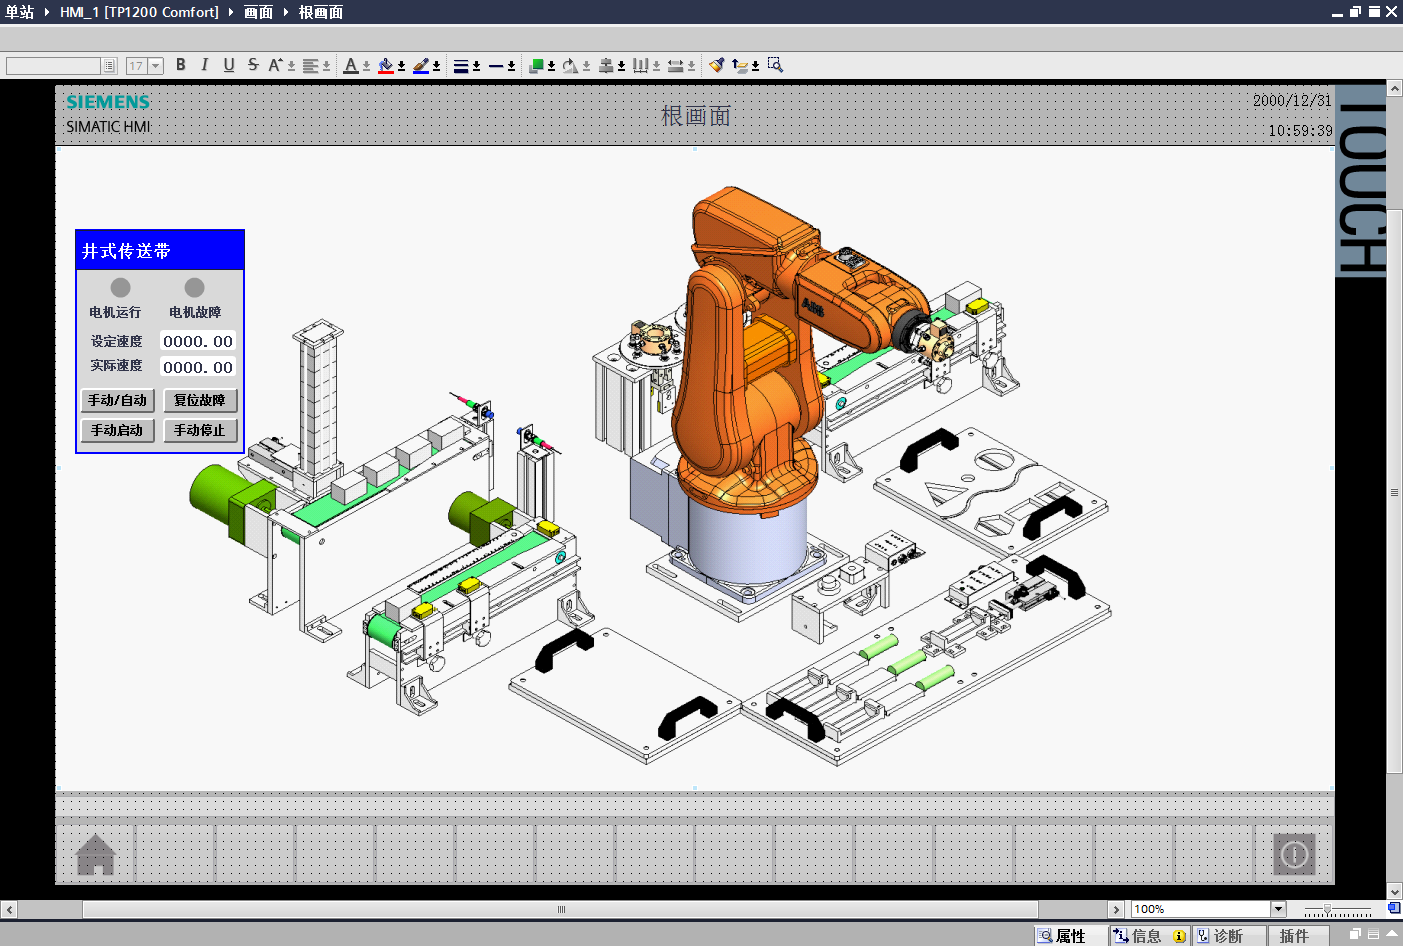 单站 HMI_1 [TP1200 Comfort] 画面 根画面
17 B I U S A A
SIEMENS
SIMATIC HMI
根画面
2000/12/31
10:59:39
TOUCH
井式传送带
电机运行 电机故障
设定速度 0000.00
实际速度 0000.00
手动/自动 复位故障
手动启动 手动停止
ABB
100%
属性 信息 诊断 插件